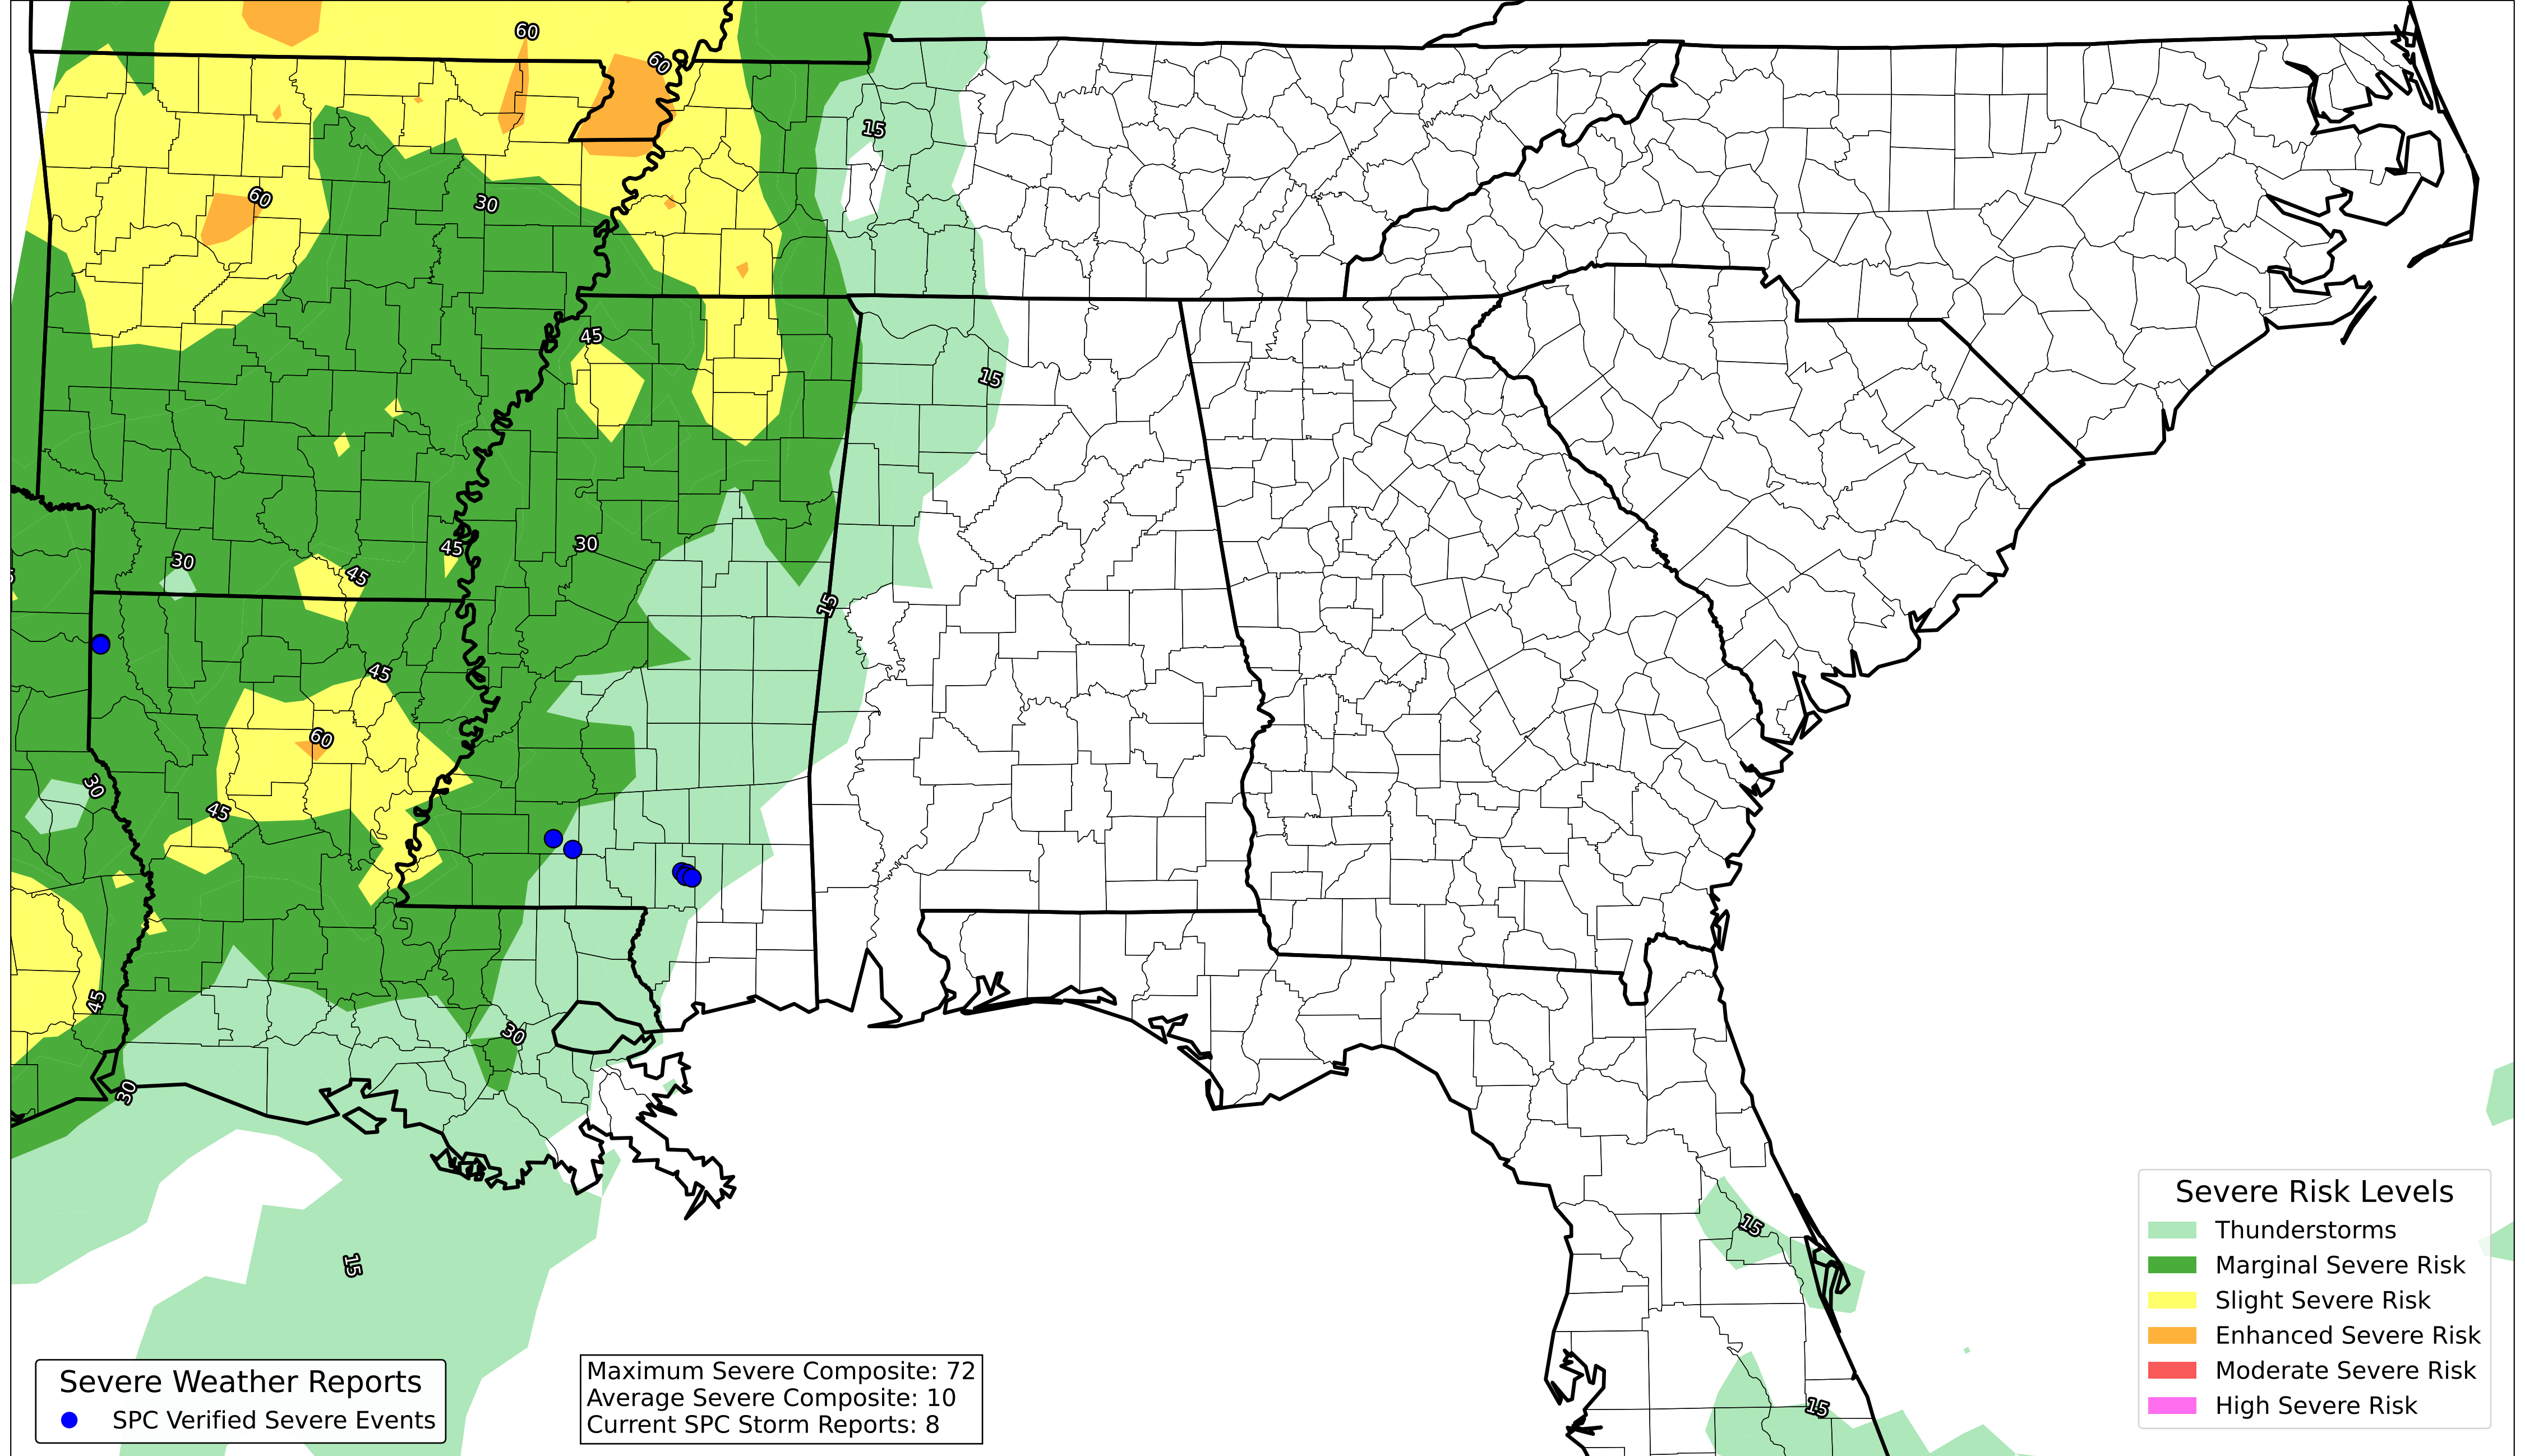 60
60
15
60
30
45
15
45
30
30
45
15
45
60
30
45
45
30
30
15
15
15
Severe Weather Reports
SPC Verified Severe Events
Maximum Severe Composite: 72
Average Severe Composite: 10
Current SPC Storm Reports: 8
Severe Risk Levels
Thunderstorms
Marginal Severe Risk
Slight Severe Risk
Enhanced Severe Risk
Moderate Severe Risk
High Severe Risk